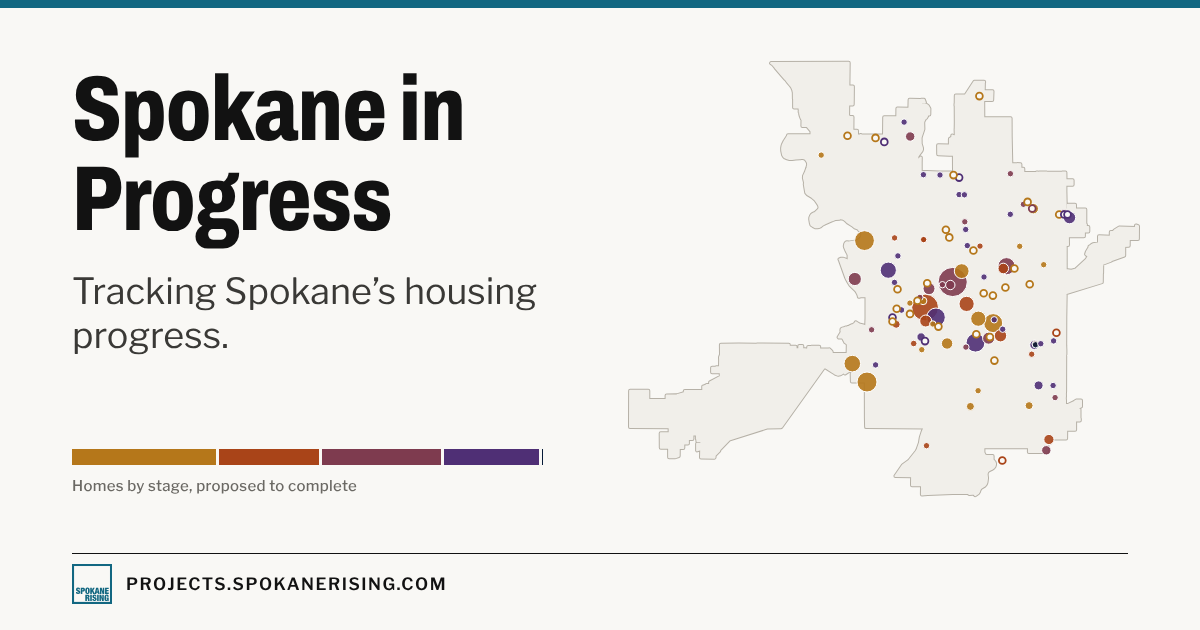 Spokane in
Progress
Tracking Spokane’s housing
progress.
Homes by stage, proposed to complete
SPOKANE
RISING
PROJECTS.SPOKANERISING.COM